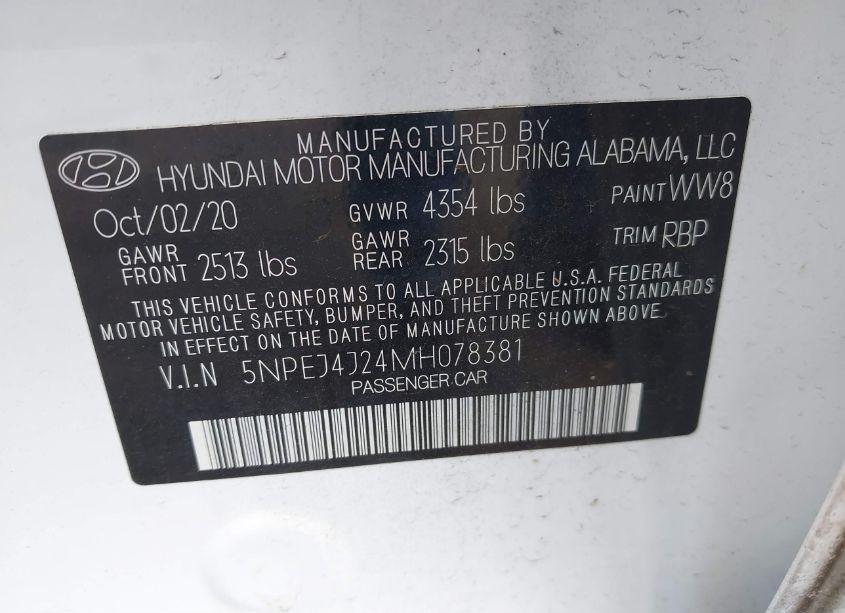 MANUFACTURED BY
HYUNDAI MOTOR MANUFACTURING ALABAMA, LLC
Oct/02/20 GVWR 4354 lbs PAINT WW8
GAWR FRONT 2513 lbs GAWR REAR 2315 lbs TRIM RBP
THIS VEHICLE CONFORMS TO ALL APPLICABLE U.S.A. FEDERAL
MOTOR VEHICLE SAFETY, BUMPER, AND THEFT PREVENTION STANDARDS
IN EFFECT ON THE DATE OF MANUFACTURE SHOWN ABOVE.
V.I.N 5NPEJ4J24MH078381
PASSENGER CAR